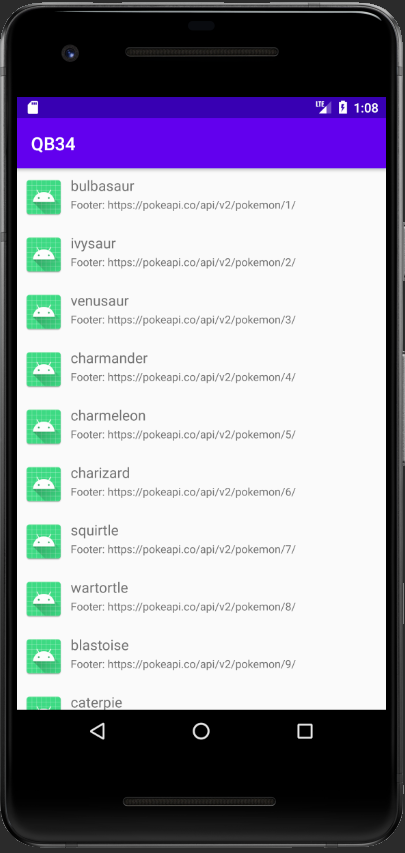 LTE 1:08
QB34
bulbasaur
Footer: https://pokeapi.co/api/v2/pokemon/1/
ivysaur
Footer: https://pokeapi.co/api/v2/pokemon/2/
venusaur
Footer: https://pokeapi.co/api/v2/pokemon/3/
charmander
Footer: https://pokeapi.co/api/v2/pokemon/4/
charmeleon
Footer: https://pokeapi.co/api/v2/pokemon/5/
charizard
Footer: https://pokeapi.co/api/v2/pokemon/6/
squirtle
Footer: https://pokeapi.co/api/v2/pokemon/7/
wartortle
Footer: https://pokeapi.co/api/v2/pokemon/8/
blastoise
Footer: https://pokeapi.co/api/v2/pokemon/9/
caterpie